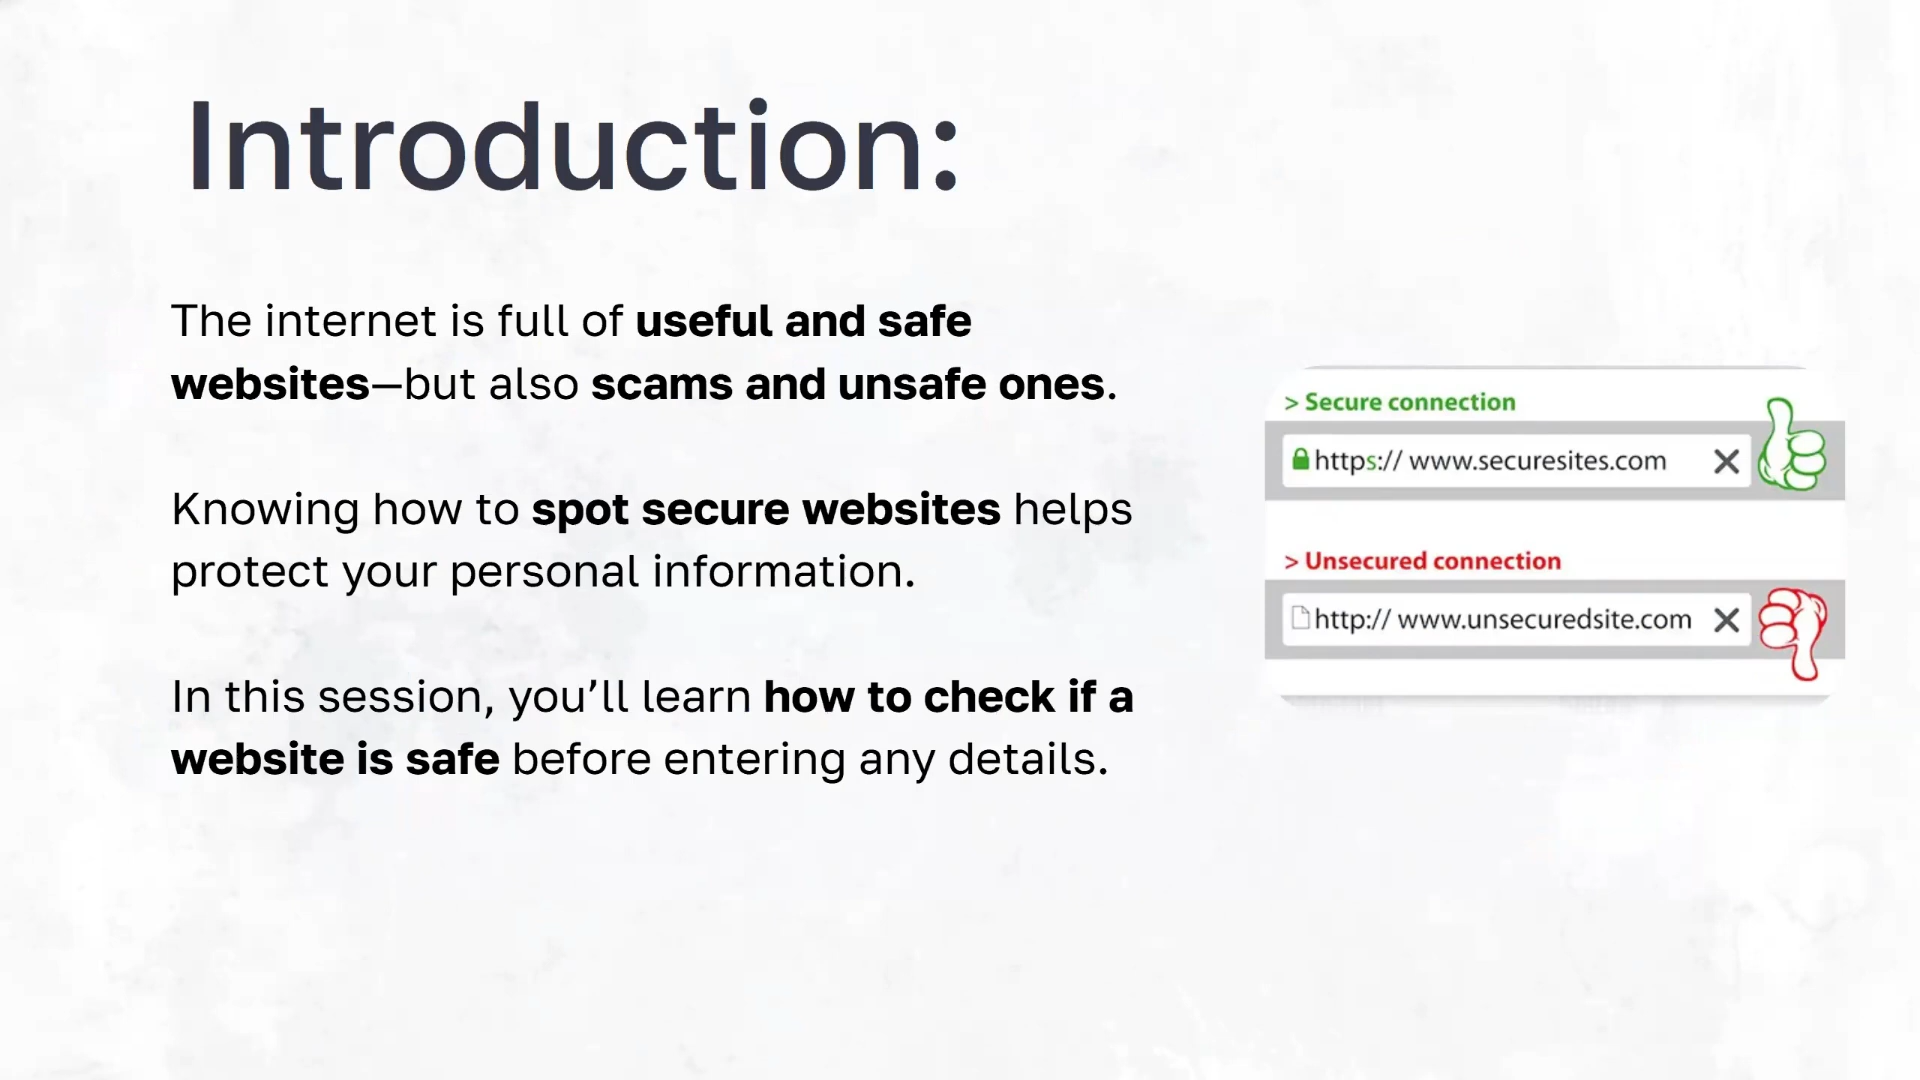 Introduction:
The internet is full of useful and safe
websites—but also scams and unsafe ones.
Knowing how to spot secure websites helps
protect your personal information.
In this session, you’ll learn how to check if a
website is safe before entering any details.
> Secure connection
https:// www.securesites.com
> Unsecured connection
http:// www.unsecuredsite.com